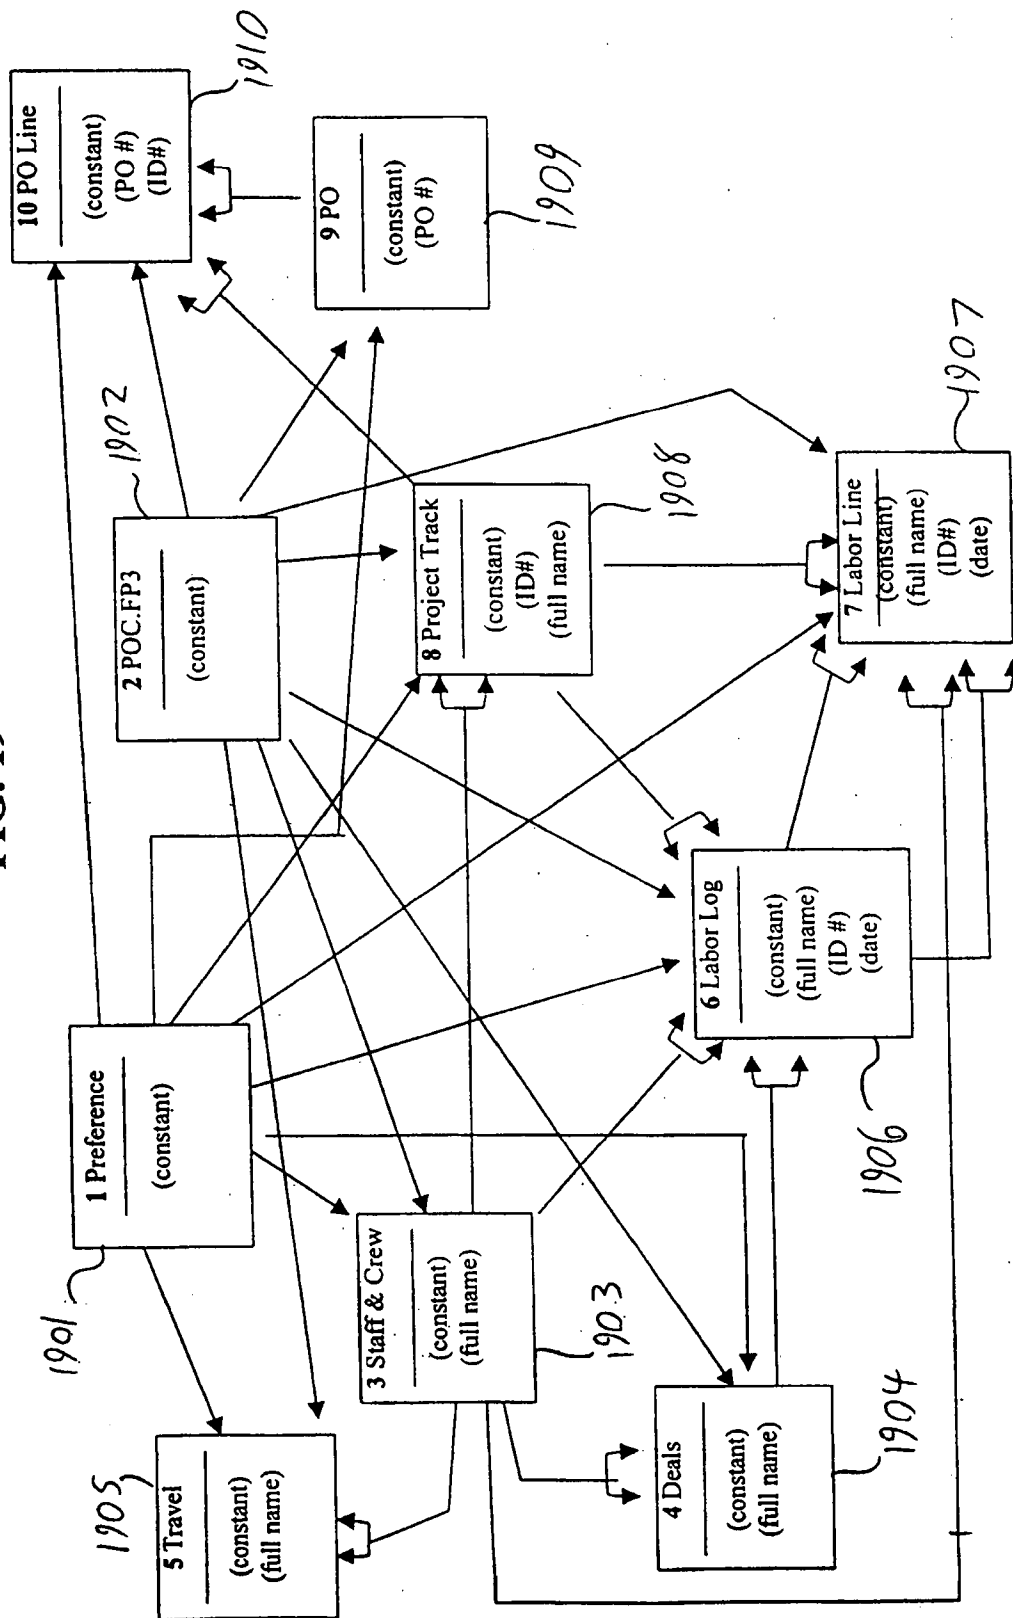 FIG. 19
1905
5 Travel
(constant)
(full name)
1901
1 Preference
(constant)
1902
2 POC.FP3
(constant)
10 PO Line
(constant)
(PO #)
(ID#)
1910
3 Staff & Crew
(constant)
(full name)
1903
8 Project Track
(constant)
(ID#)
(full name)
1908
9 PO
(constant)
(PO #)
1909
4 Deals
(constant)
(full name)
1904
6 Labor Log
(constant)
(full name)
(ID #)
(date)
1906
7 Labor Line
(constant)
(full name)
(ID#)
(date)
1907